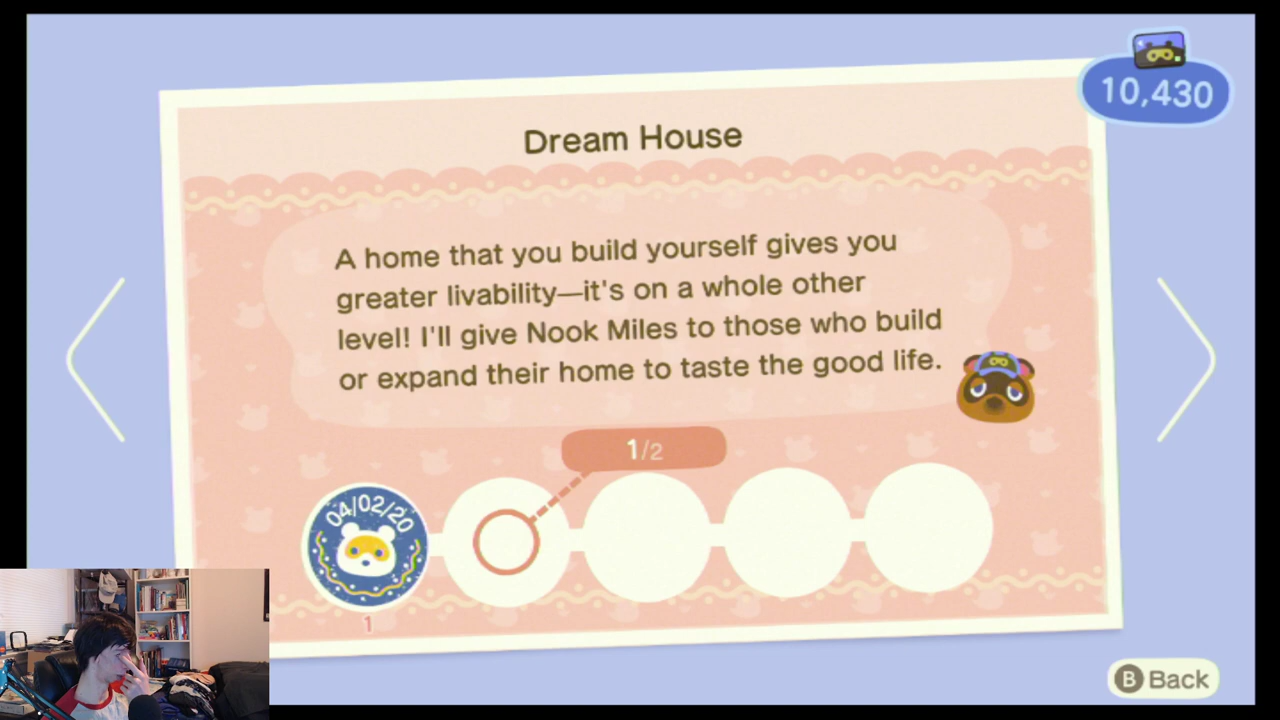 10,430
Dream House
A home that you build yourself gives you
greater livability—it's on a whole other
level! I'll give Nook Miles to those who build
or expand their home to taste the good life.
1/2
04/02/20
1
B Back